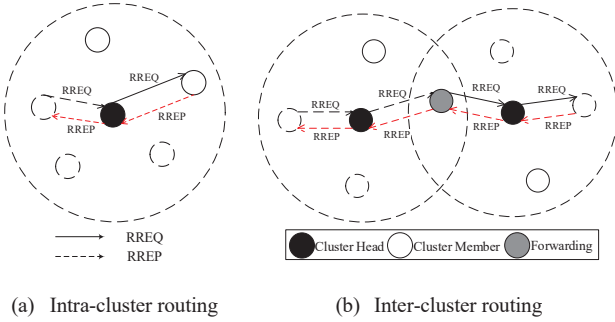 RREQ
RREQ
RREP
RREP
RREQ
RREP
(a) Intra-cluster routing
RREQ
RREQ
RREQ
RREQ
RREP
RREP
RREP
RREP
Cluster Head
Cluster Member
Forwarding
(b) Inter-cluster routing